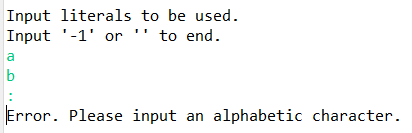 Input literals to be used.
Input '-1' or '' to end.
a
b
:
Error. Please input an alphabetic character.